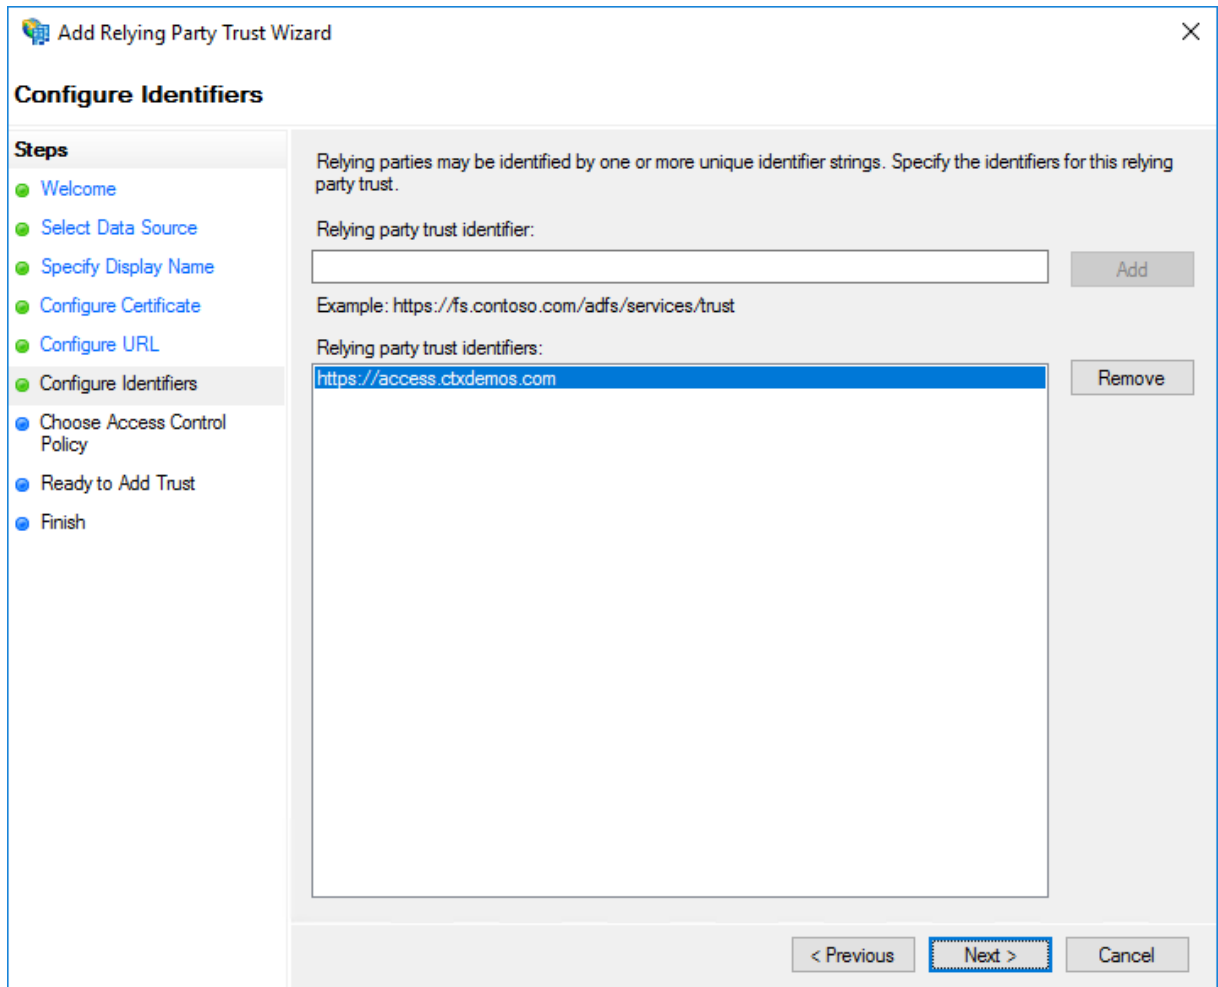 Add Relying Party Trust Wizard
Configure Identifiers
Steps
Welcome
Select Data Source
Specify Display Name
Configure Certificate
Configure URL
Configure Identifiers
Choose Access Control
Policy
Ready to Add Trust
Finish
Relying parties may be identified by one or more unique identifier strings. Specify the identifiers for this relying
party trust.
Relying party trust identifier:
Add
Example: https://fs.contoso.com/adfs/services/trust
Relying party trust identifiers:
https://access.ctxdemos.com
Remove
< Previous
Next >
Cancel